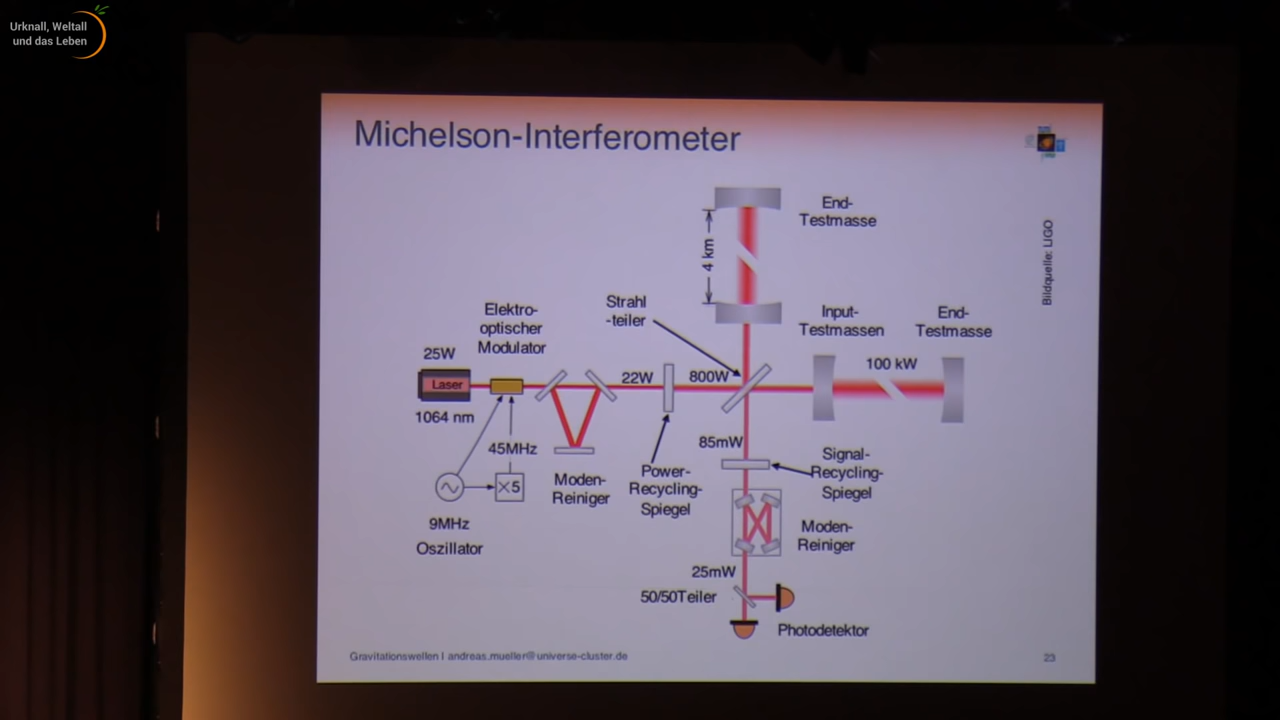 Urknall, Weltall
und das Leben
Michelson-Interferometer
End-
Testmasse
Bildquelle: LIGO
4 km
Strahl
-teiler
Input-
Testmassen
End-
Testmasse
Elektro-
optischer
Modulator
25W
Laser
1064 nm
22W
800W
100 kW
45MHz
85mW
Signal-
Recycling-
Spiegel
Power-
Recycling-
Spiegel
Moden-
Reiniger
×5
9MHz
Oszillator
Moden-
Reiniger
25mW
50/50Teiler
Photodetektor
Gravitationswellen I andreas.mueller@universe-cluster.de
23